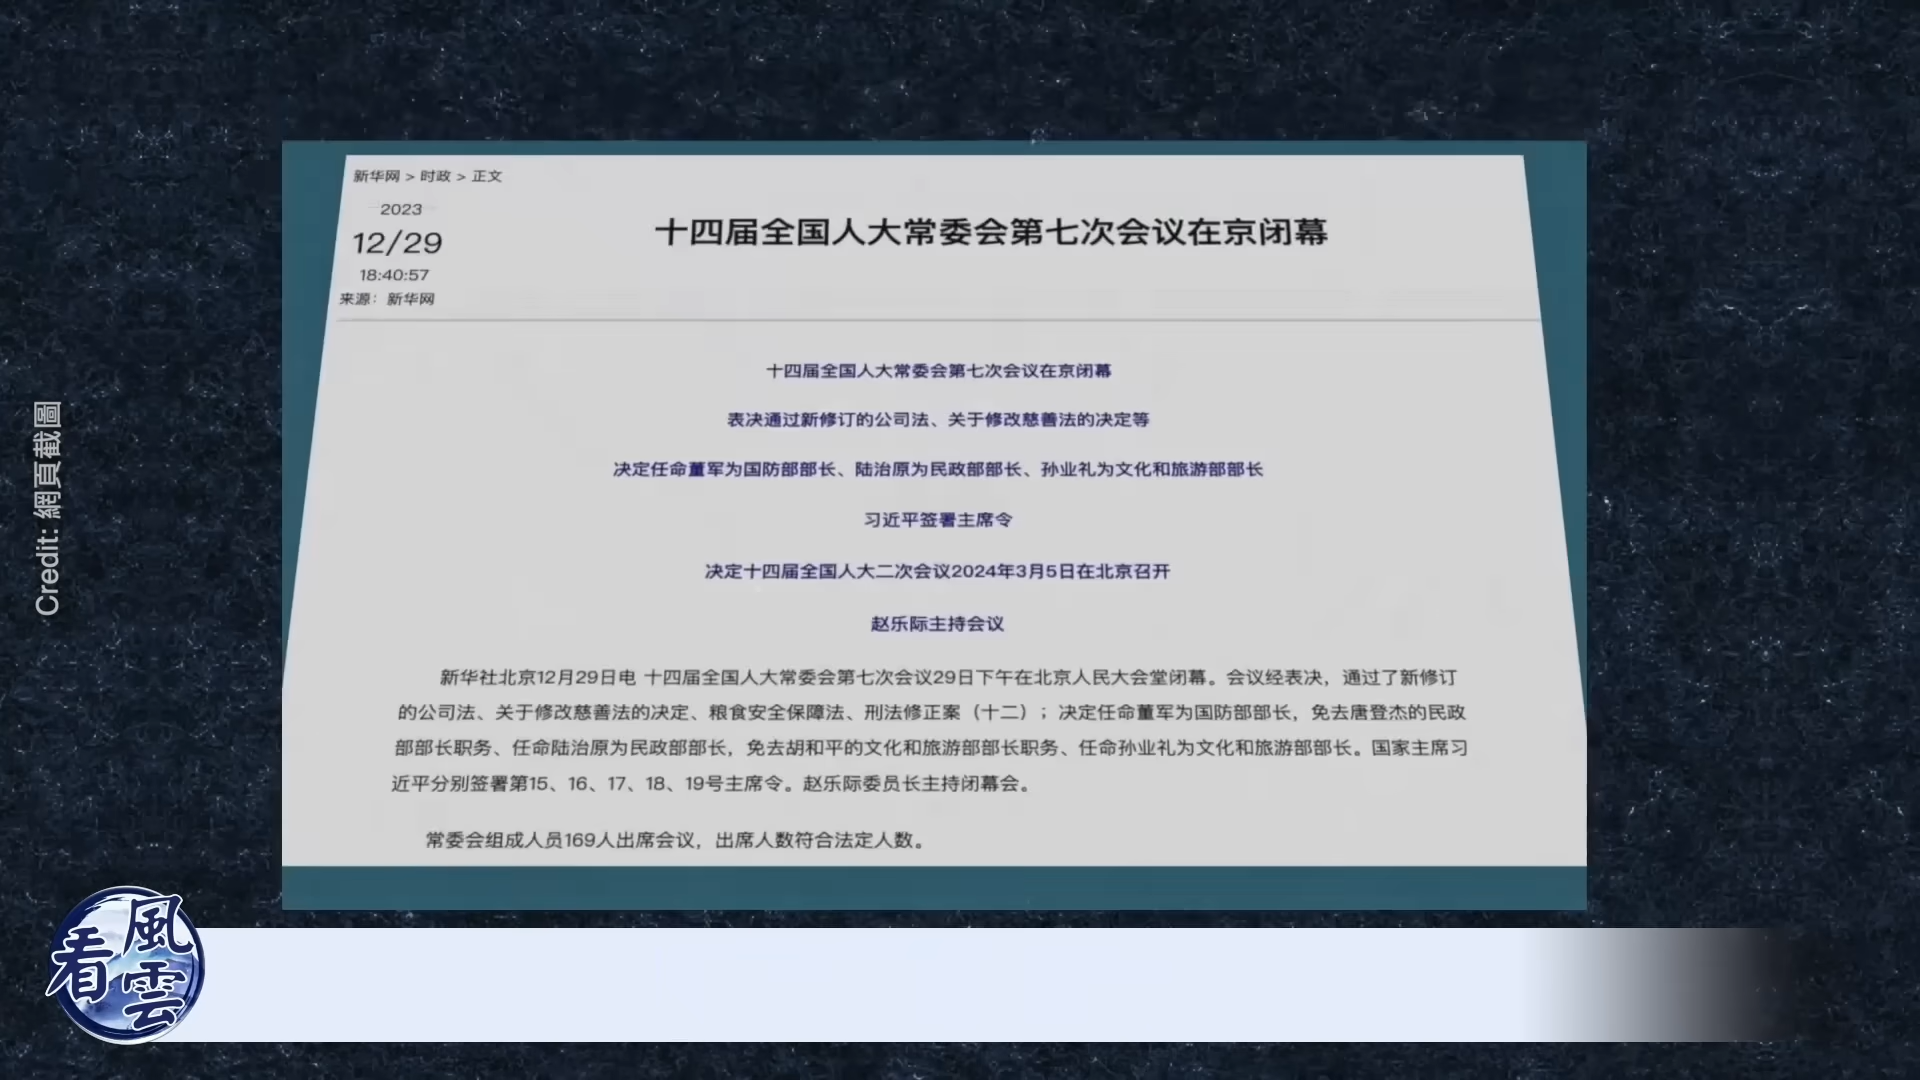 新华网 > 时政 > 正文
2023
12/29
18:40:57
来源：新华网
十四届全国人大常委会第七次会议在京闭幕
十四届全国人大常委会第七次会议在京闭幕
表决通过新修订的公司法、关于修改慈善法的决定等
决定任命董军为国防部部长、陆治原为民政部部长、孙业礼为文化和旅游部部长
习近平签署主席令
决定十四届全国人大二次会议2024年3月5日在北京召开
赵乐际主持会议
新华社北京12月29日电 十四届全国人大常委会第七次会议29日下午在北京人民大会堂闭幕。会议经表决，通过了新修订
的公司法、关于修改慈善法的决定、粮食安全保障法、刑法修正案（十二）；决定任命董军为国防部部长，免去唐登杰的民政
部部长职务、任命陆治原为民政部部长，免去胡和平的文化和旅游部部长职务、任命孙业礼为文化和旅游部部长。国家主席习
近平分别签署第15、16、17、18、19号主席令。赵乐际委员长主持闭幕会。
常委会组成人员169人出席会议，出席人数符合法定人数。
Credit: 網頁截圖
風雲
看